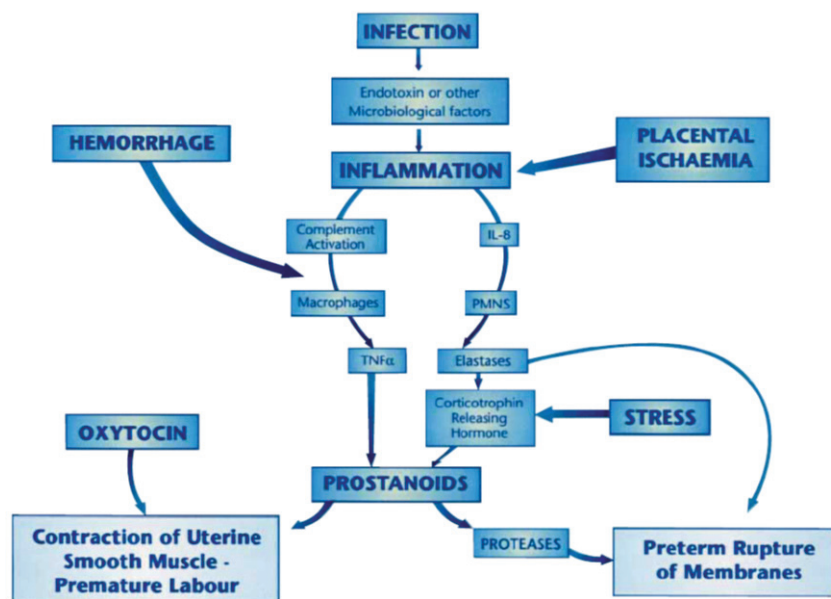 INFECTION
Endotoxin or other
Microbiological factors
HEMORRHAGE
PLACENTAL
ISCHAEMIA
INFLAMMATION
Complement
Activation
IL-8
Macrophages
PMNS
TNFα
Elastases
Corticotrophin
Releasing
Hormone
STRESS
OXYTOCIN
PROSTANOIDS
Contraction of Uterine
Smooth Muscle -
Premature Labour
PROTEASES
Preterm Rupture
of Membranes